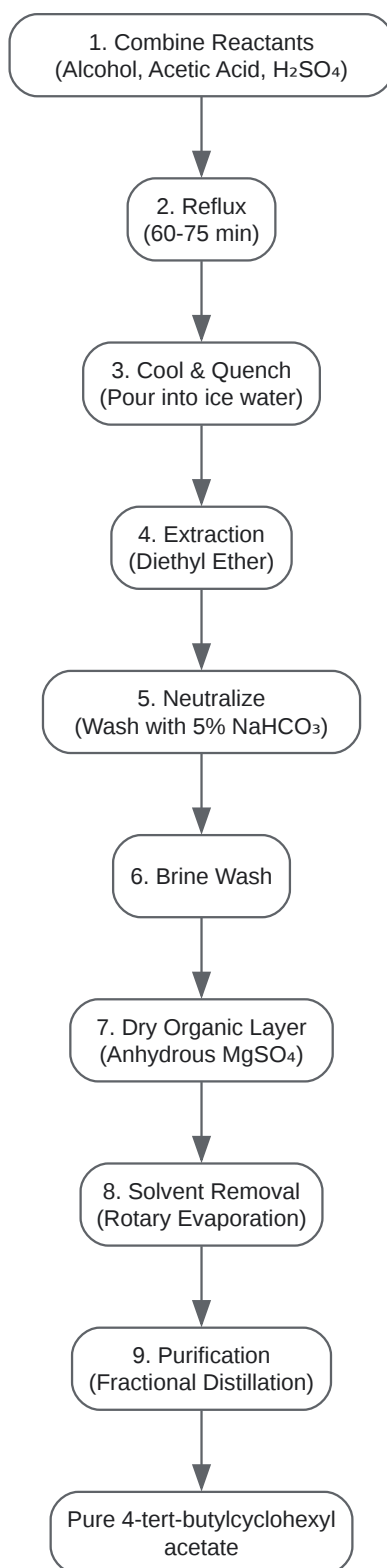 1. Combine Reactants
(Alcohol, Acetic Acid, H₂SO₄)
2. Reflux
(60-75 min)
3. Cool & Quench
(Pour into ice water)
4. Extraction
(Diethyl Ether)
5. Neutralize
(Wash with 5% NaHCO₃)
6. Brine Wash
7. Dry Organic Layer
(Anhydrous MgSO₄)
8. Solvent Removal
(Rotary Evaporation)
9. Purification
(Fractional Distillation)
Pure 4-tert-butylcyclohexyl
acetate